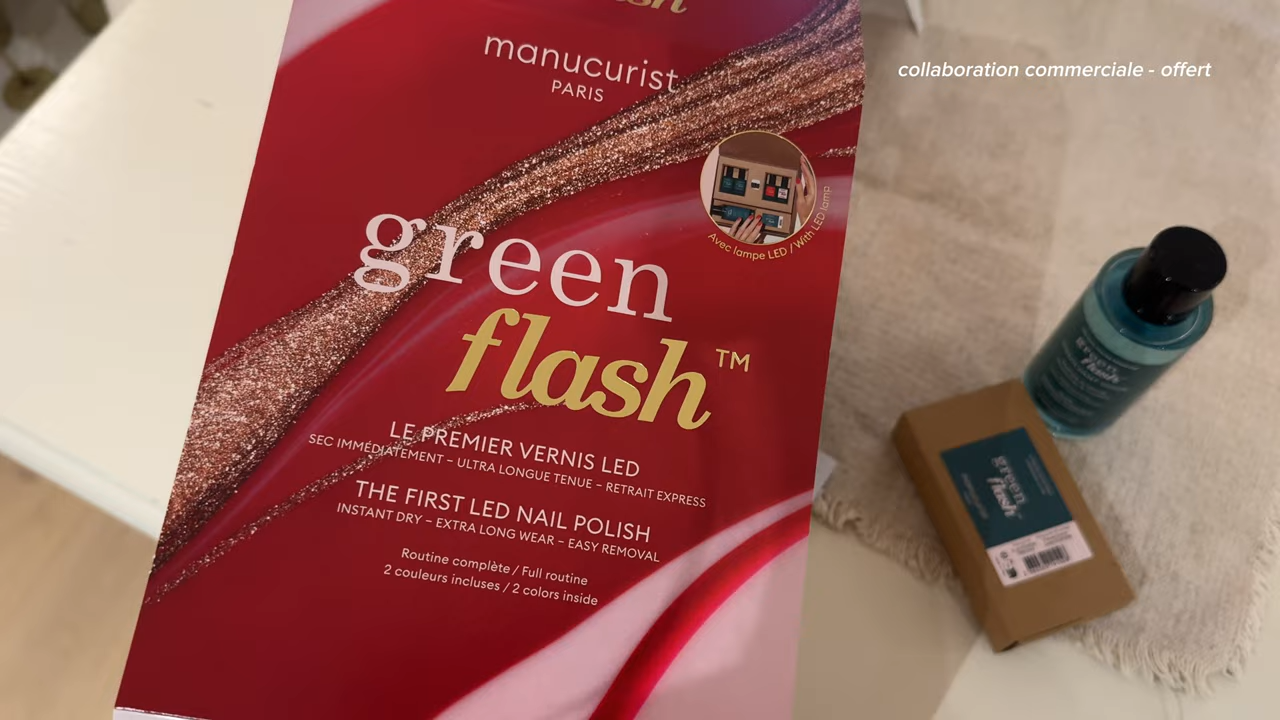 collaboration commerciale - offert
manucurist
PARIS
Avec lampe LED / With LED lamp
green
flash™
LE PREMIER VERNIS LED
SEC IMMÉDIATEMENT – ULTRA LONGUE TENUE – RETRAIT EXPRESS
THE FIRST LED NAIL POLISH
INSTANT DRY – EXTRA LONG WEAR – EASY REMOVAL
Routine complète / Full routine
2 couleurs incluses / 2 colors inside
green
flash
green
flash